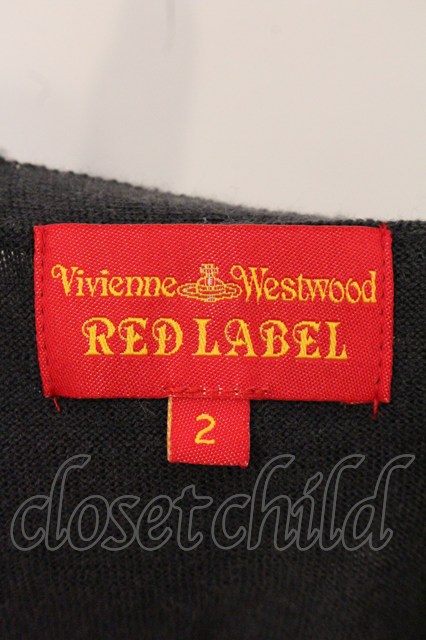 Vivienne Westwood
RED LABEL
2
closet child